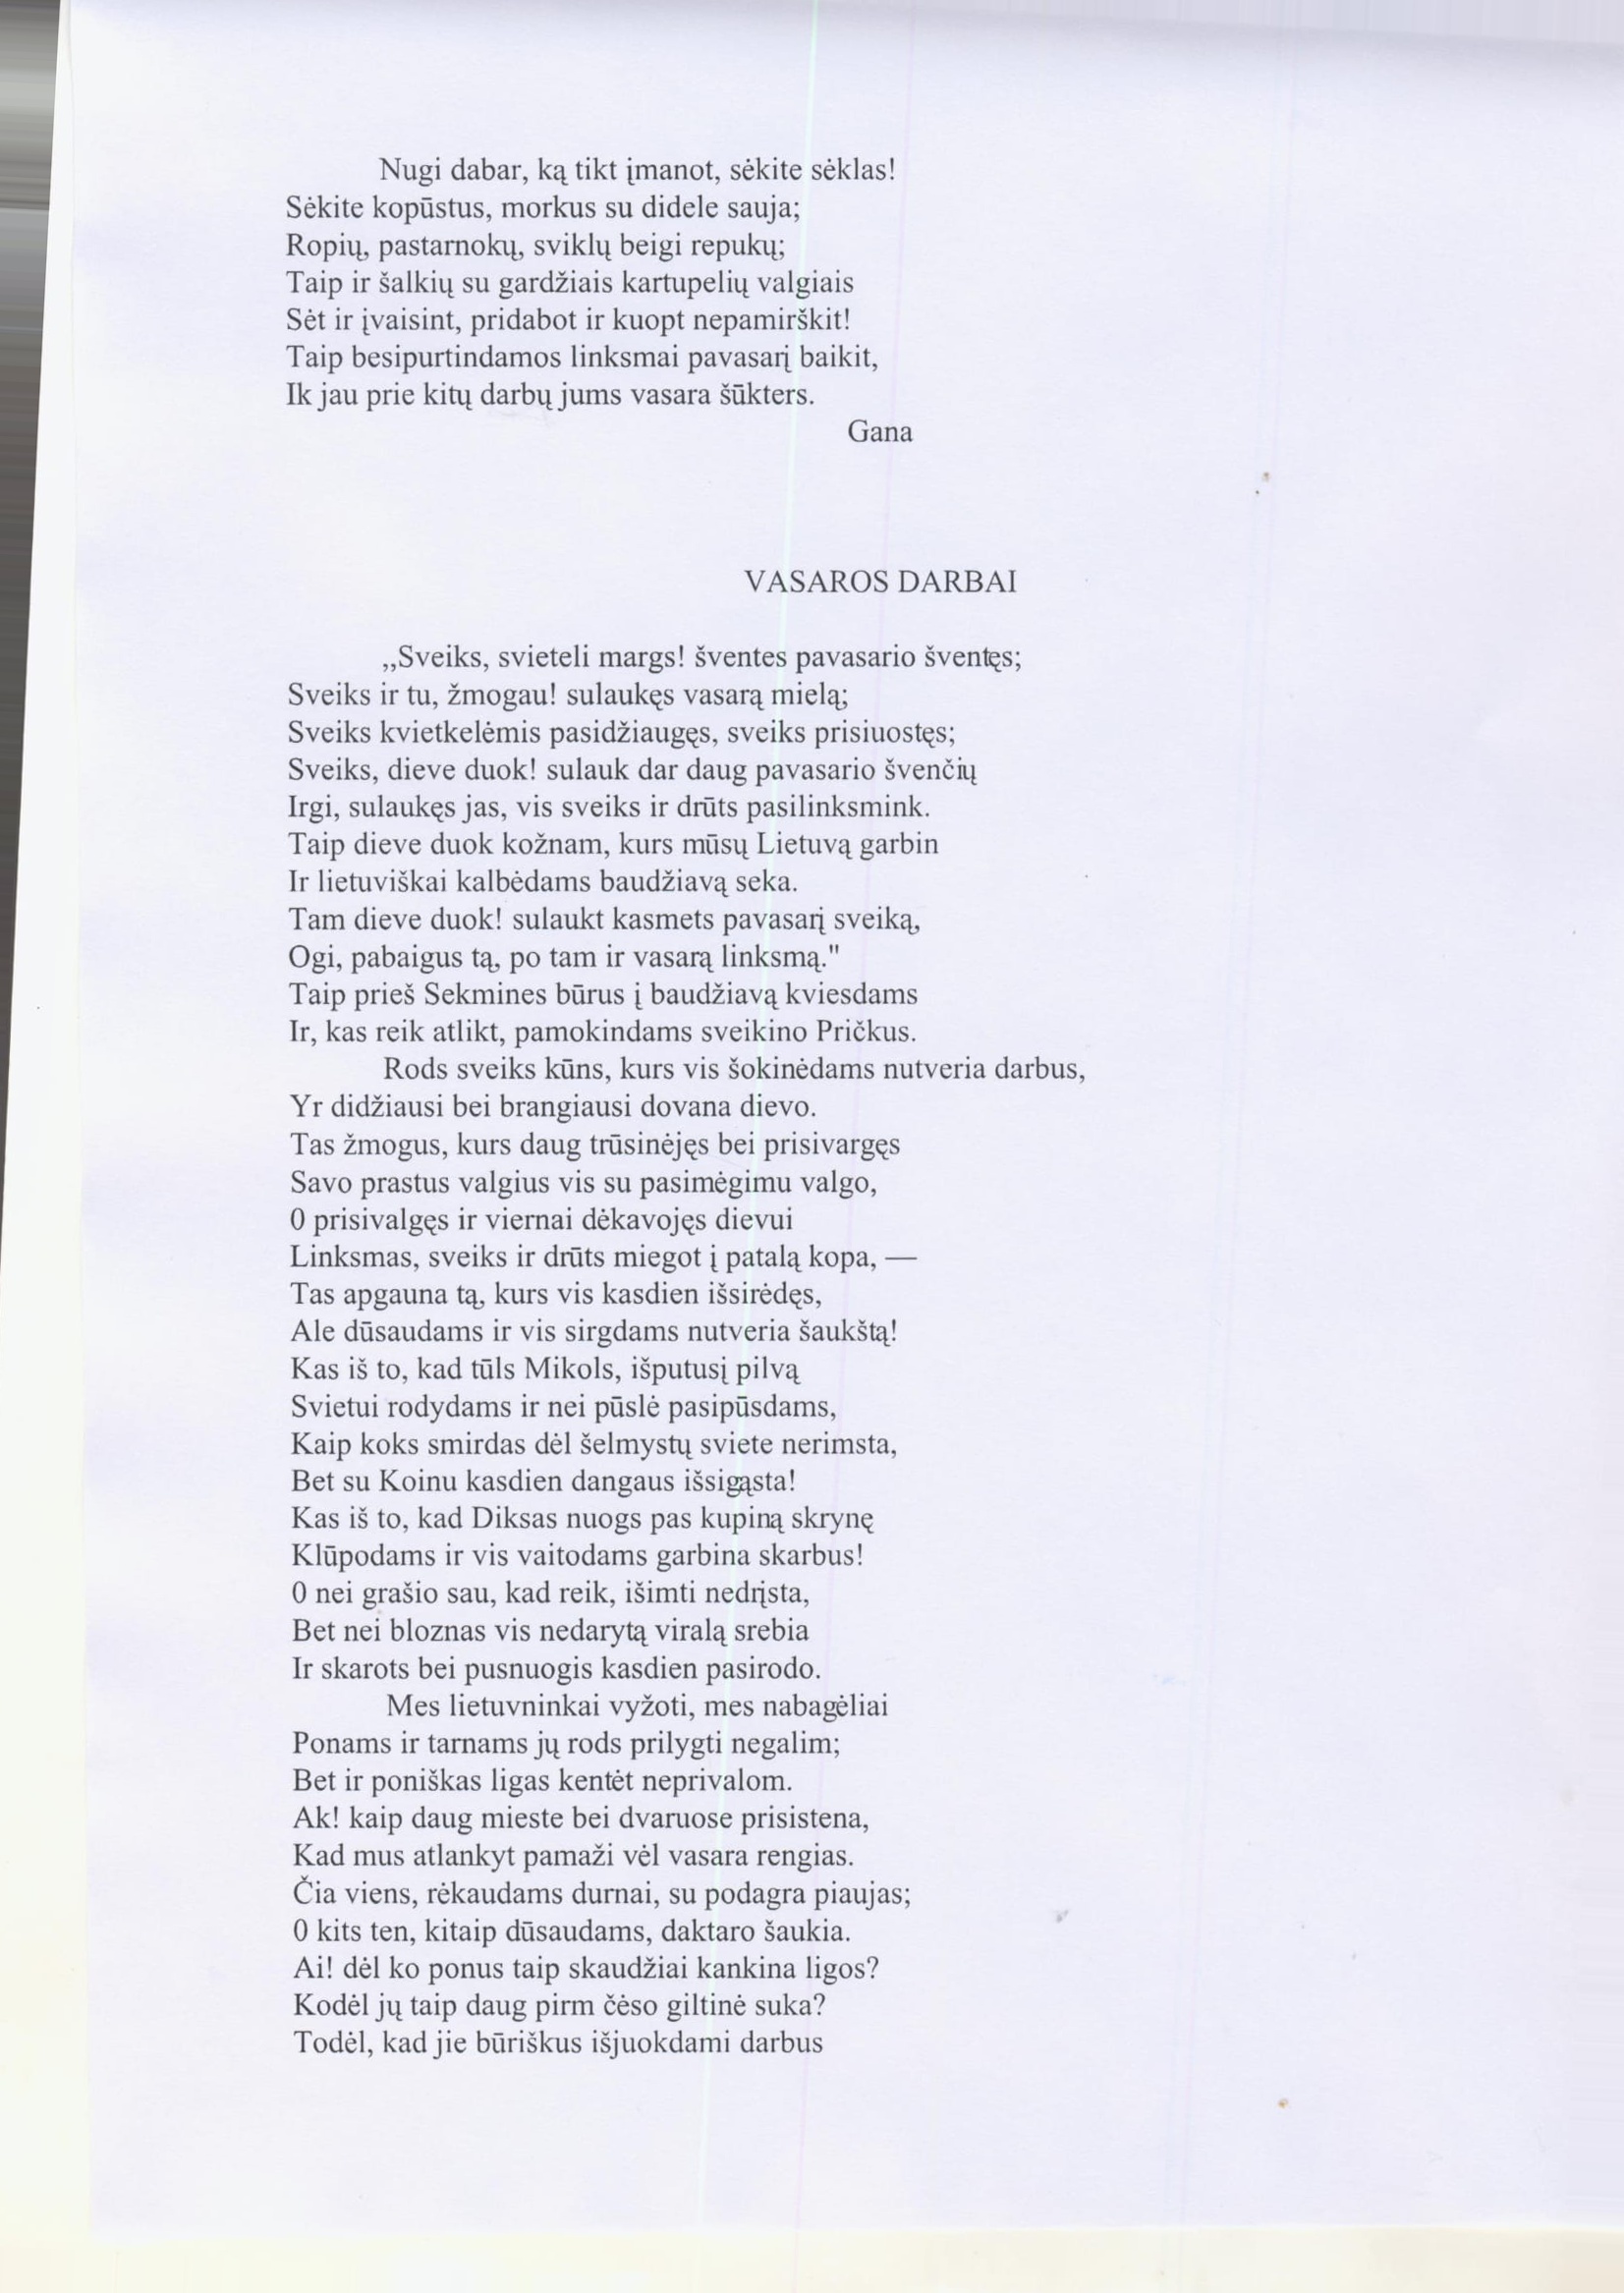 Nugi dabar, ką tikt įmanot, sėkite sėklas!
Sėkite kopūstus, morkus su didele sauja;
Ropių, pastarnokų, sviklų beigi repukų;
Taip ir šalkių su gardžiais kartupelių valgiais
Sėt ir įvaisint, pridabot ir kuopt nepamirškit!
Taip besipurtindamos linksmai pavasarį baikit,
Ik jau prie kitų darbų jums vasara šūkters.
Gana
VASAROS DARBAI
,,Sveiks, svieteli margs! šventes pavasario šventęs;
Sveiks ir tu, žmogau! sulaukęs vasarą mielą;
Sveiks kvietkelėmis pasidžiaugęs, sveiks prisiuostęs;
Sveiks, dieve duok! sulauk dar daug pavasario švenčių
Irgi, sulaukęs jas, vis sveiks ir drūts pasilinksmink.
Taip dieve duok kožnam, kurs mūsų Lietuvą garbin
Ir lietuviškai kalbėdams baudžiavą seka.
Tam dieve duok! sulaukt kasmets pavasarį sveiką,
Ogi, pabaigus tą, po tam ir vasarą linksmą."
Taip prieš Sekmines būrus į baudžiavą kviesdams
Ir, kas reik atlikt, pamokindams sveikino Pričkus.
Rods sveiks kūns, kurs vis šokinėdams nutveria darbus,
Yr didžiausi bei brangiausi dovana dievo.
Tas žmogus, kurs daug trūsinėjęs bei prisivargęs
Savo prastus valgius vis su pasimėgimu valgo,
0 prisivalgęs ir viernai dėkavojęs dievui
Linksmas, sveiks ir drūts miegot į patalą kopa, —
Tas apgauna tą, kurs vis kasdien išsirėdęs,
Ale dūsaudams ir vis sirgdams nutveria šaukštą!
Kas iš to, kad tūls Mikols, išputusį pilvą
Svietui rodydams ir nei pūslė pasipūsdams,
Kaip koks smirdas dėl šelmystų sviete nerimsta,
Bet su Koinu kasdien dangaus išsigąsta!
Kas iš to, kad Diksas nuogs pas kupiną skrynę
Klūpodams ir vis vaitodams garbina skarbus!
0 nei grašio sau, kad reik, išimti nedrįsta,
Bet nei bloznas vis nedarytą viralą srebia
Ir skarots bei pusnuogis kasdien pasirodo.
Mes lietuvninkai vyžoti, mes nabagėliai
Ponams ir tarnams jų rods prilygti negalim;
Bet ir poniškas ligas kentėt neprivalom.
Ak! kaip daug mieste bei dvaruose prisistena,
Kad mus atlankyt pamaži vėl vasara rengias.
Čia viens, rėkaudams durnai, su podagra piaujas;
0 kits ten, kitaip dūsaudams, daktaro šaukia.
Ai! dėl ko ponus taip skaudžiai kankina ligos?
Kodėl jų taip daug pirm čėso giltinė suka?
Todėl, kad jie būriškus išjuokdami darbus